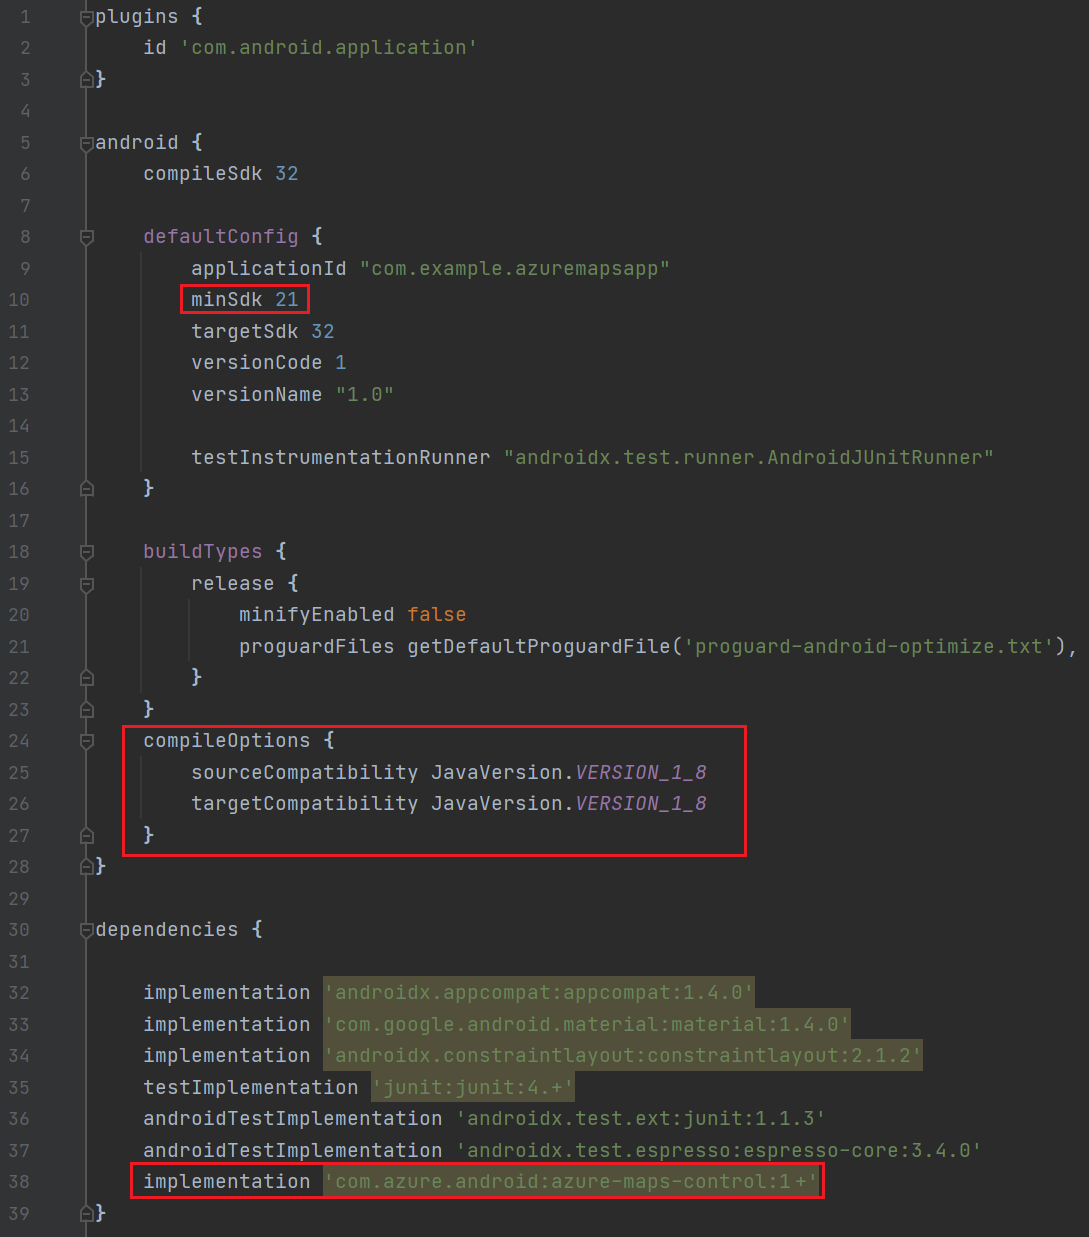 1 plugins {
2     id 'com.android.application'
3 }
4
5 android {
6     compileSdk 32
7
8     defaultConfig {
9         applicationId "com.example.azuremapsapp"
10         minSdk 21
11         targetSdk 32
12         versionCode 1
13         versionName "1.0"
14
15         testInstrumentationRunner "androidx.test.runner.AndroidJUnitRunner"
16     }
17
18     buildTypes {
19         release {
20             minifyEnabled false
21             proguardFiles getDefaultProguardFile('proguard-android-optimize.txt'),
22         }
23     }
24     compileOptions {
25         sourceCompatibility JavaVersion.VERSION_1_8
26         targetCompatibility JavaVersion.VERSION_1_8
27     }
28 }
29
30 dependencies {
31
32     implementation 'androidx.appcompat:appcompat:1.4.0'
33     implementation 'com.google.android.material:material:1.4.0'
34     implementation 'androidx.constraintlayout:constraintlayout:2.1.2'
35     testImplementation 'junit:junit:4.+'
36     androidTestImplementation 'androidx.test.ext:junit:1.1.3'
37     androidTestImplementation 'androidx.test.espresso:espresso-core:3.4.0'
38     implementation 'com.azure.android:azure-maps-control:1+'
39 }